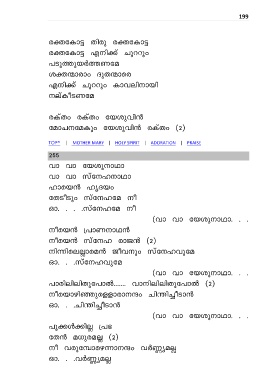 199
രക്തകോട്ട തിരു രക്തകോട്ട
രക്തകോട്ട എനിക്ക് ചുററും
പടുത്തുയർത്തണമേ
ശക്തന്മാരാം ദൂതന്മാരെ
എനിക്ക് ചുററും കാവലിനായി
നല്കീടണമേ
രക്തം രക്തം യേശുവിൻ
മോചനമേകും യേശുവിൻ രക്തം (2)
TOP^ | MOTHER MARY | HOLY SPIRIT | ADORATION | PRAISE
255
വാ വാ യേശുനാഥാ
വാ വാ സ്നേഹനാഥാ
ഹായെൻ ഹൃദയം
തേടീടും സ്നേഹമേ നീ
ഓ. . .സ്നേഹമേ നീ
(വാ വാ യേശുനാഥാ. . .
നീയെൻ പ്രാണനാഥൻ
നീയെൻ സ്നേഹ രാജൻ (2)
നിന്നിലെല്ലാമെൻ ജീവനും സ്നേഹവുമേ
ഓ. . .സ്നേഹവുമേ
(വാ വാ യേശുനാഥാ. . .
പാരിലില്ലിതുപോൽ...... വാനിലില്ലിതുപോൽ (2)
നീയൊഴിഞ്ഞുള്ളോരാനന്ദം ചിന്തിച്ചീടാൻ
ഓ. . .ചിന്തിച്ചീടാൻ
(വാ വാ യേശുനാഥാ. . .
പൂക്കൾക്കില്ല പ്രഭ
തേൻ മധുരമല്ല (2)
നീ വരുമ്പോഴെന്നാനന്ദം വർണ്ണ്യമല്ല
ഓ. . .വർണ്ണ്യമല്ല